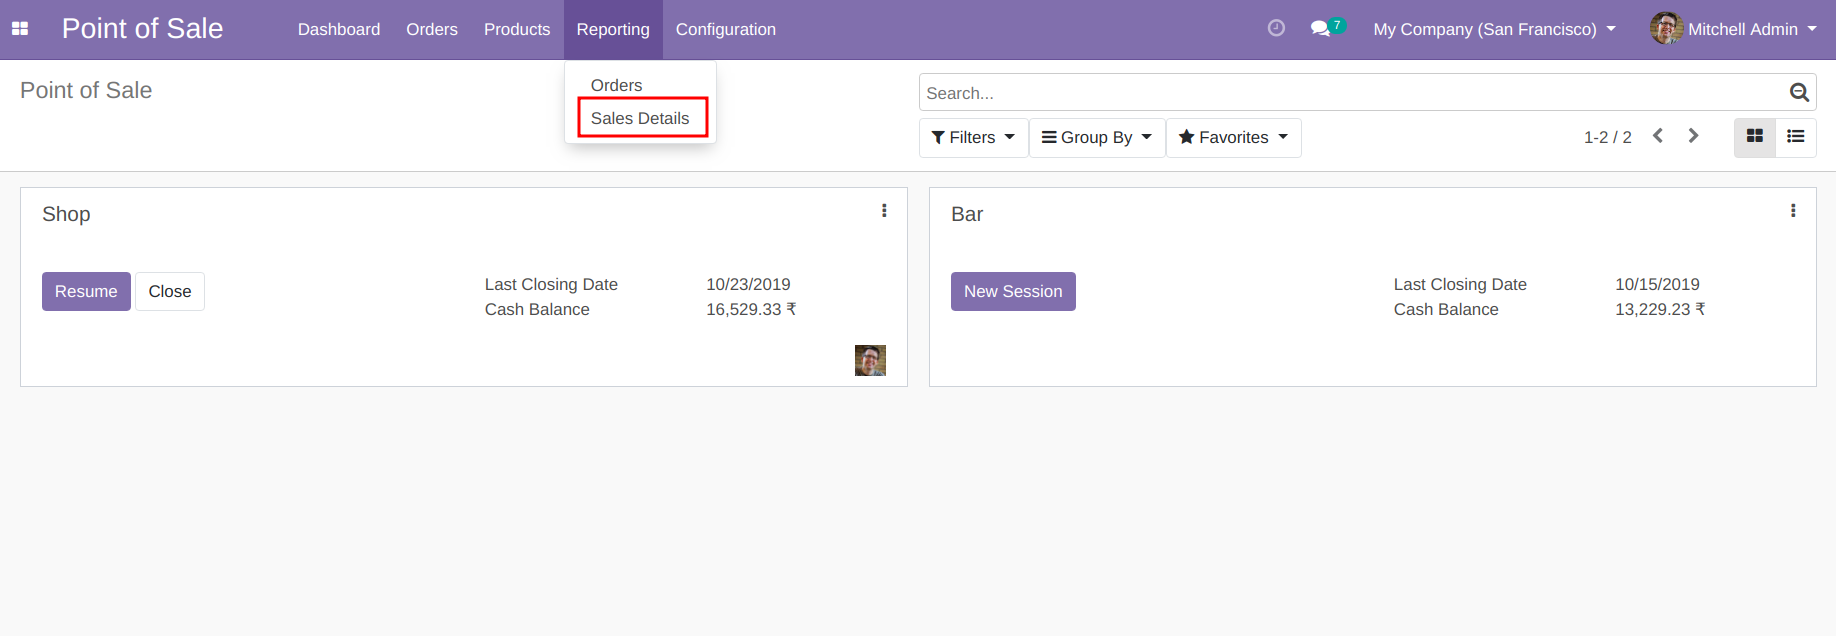 Point of Sale Dashboard Orders Products Reporting Configuration 7 My Company (San Francisco) Mitchell Admin
Point of Sale
Orders
Sales Details
Search...
Filters Group By Favorites 1-2 / 2
Shop
Resume Close
Last Closing Date 10/23/2019
Cash Balance 16,529.33 ₹
Bar
New Session
Last Closing Date 10/15/2019
Cash Balance 13,229.23 ₹